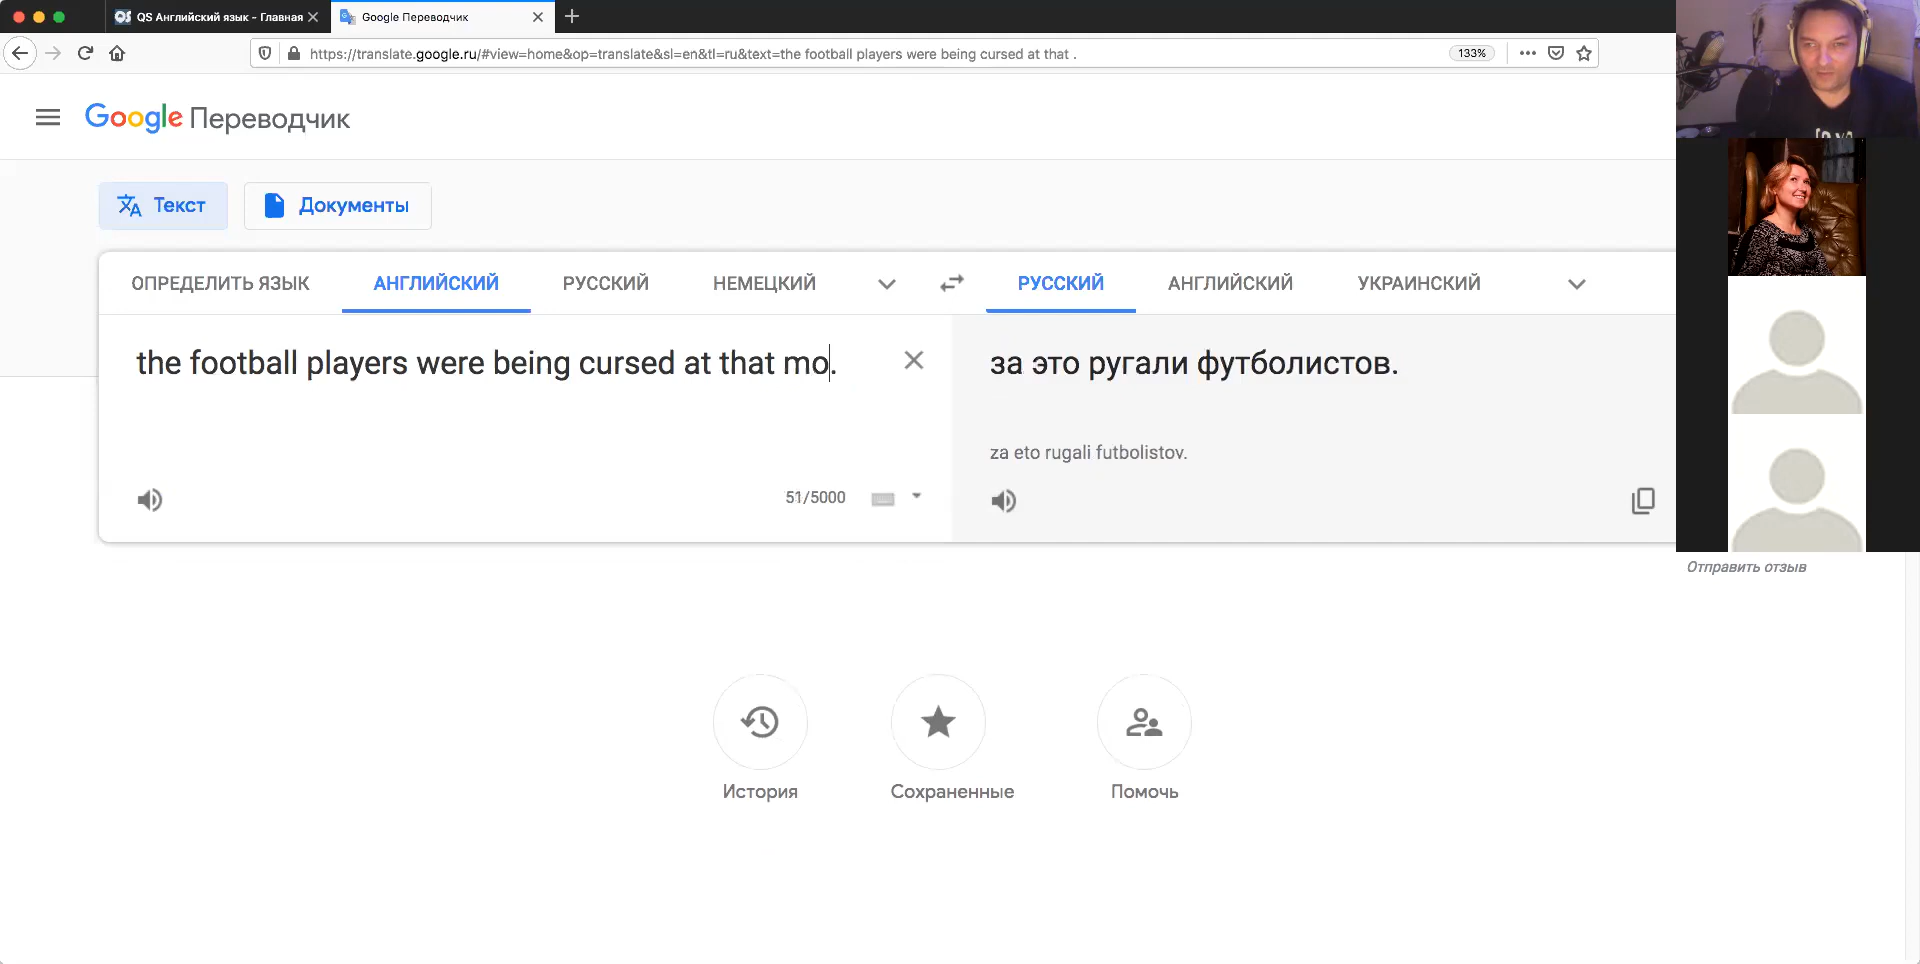 QS Английский язык - Главная
Google Переводчик
https://translate.google.ru/#view=home&op=translate&sl=en&tl=ru&text=the football players were being cursed at that .
133%
Google Переводчик
Текст
Документы
ОПРЕДЕЛИТЬ ЯЗЫК АНГЛИЙСКИЙ РУССКИЙ НЕМЕЦКИЙ
РУССКИЙ АНГЛИЙСКИЙ УКРАИНСКИЙ
the football players were being cursed at that mo.
за это ругали футболистов.
za eto rugali futbolistov.
51/5000
Отправить отзыв
История
Сохраненные
Помочь